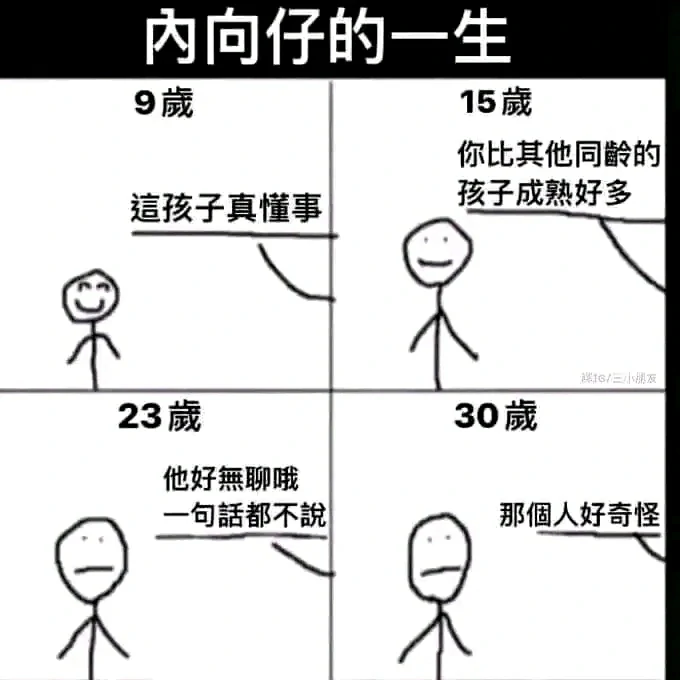 內向仔的一生
9歲
這孩子真懂事
15歲
你比其他同齡的
孩子成熟好多
23歲
他好無聊哦
一句話都不說
30歲
那個人好奇怪